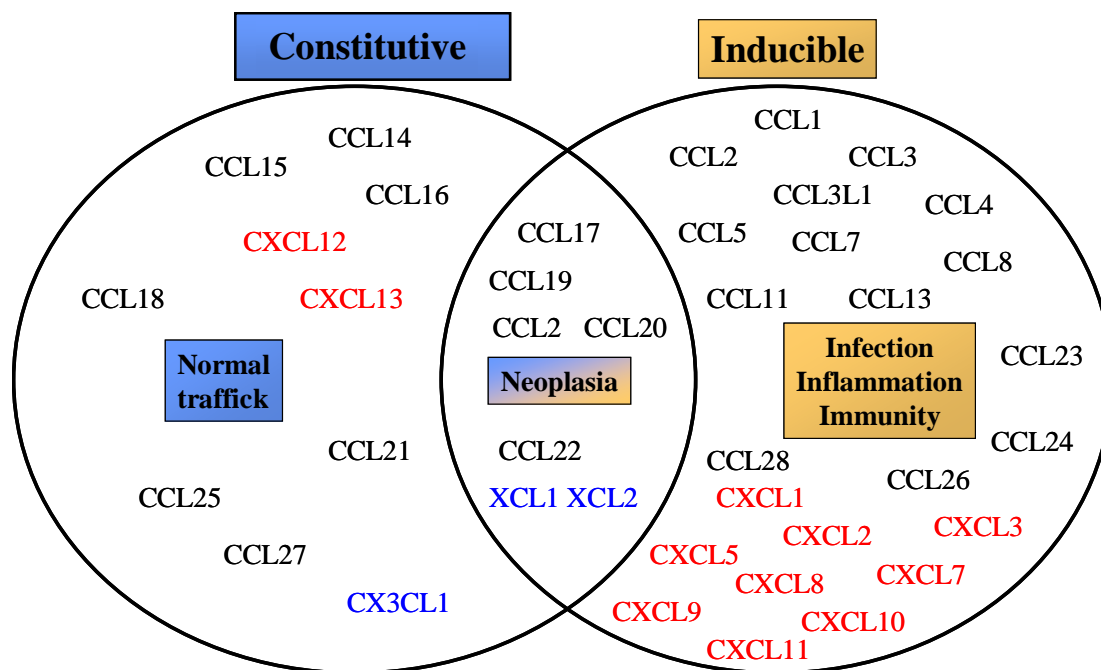 Constitutive
Inducible
CCL14
CCL15
CCL16
CXCL12
CCL18
CXCL13
Normal
traffick
CCL21
CCL25
CCL27
CX3CL1
CCL17
CCL19
CCL2 CCL20
Neoplasia
CCL22
XCL1 XCL2
CCL1
CCL2
CCL3
CCL3L1
CCL4
CCL5
CCL7
CCL8
CCL11
CCL13
Infection
Inflammation
Immunity
CCL23
CCL24
CCL28
CCL26
CXCL1
CXCL2
CXCL3
CXCL5
CXCL8
CXCL7
CXCL9
CXCL10
CXCL11